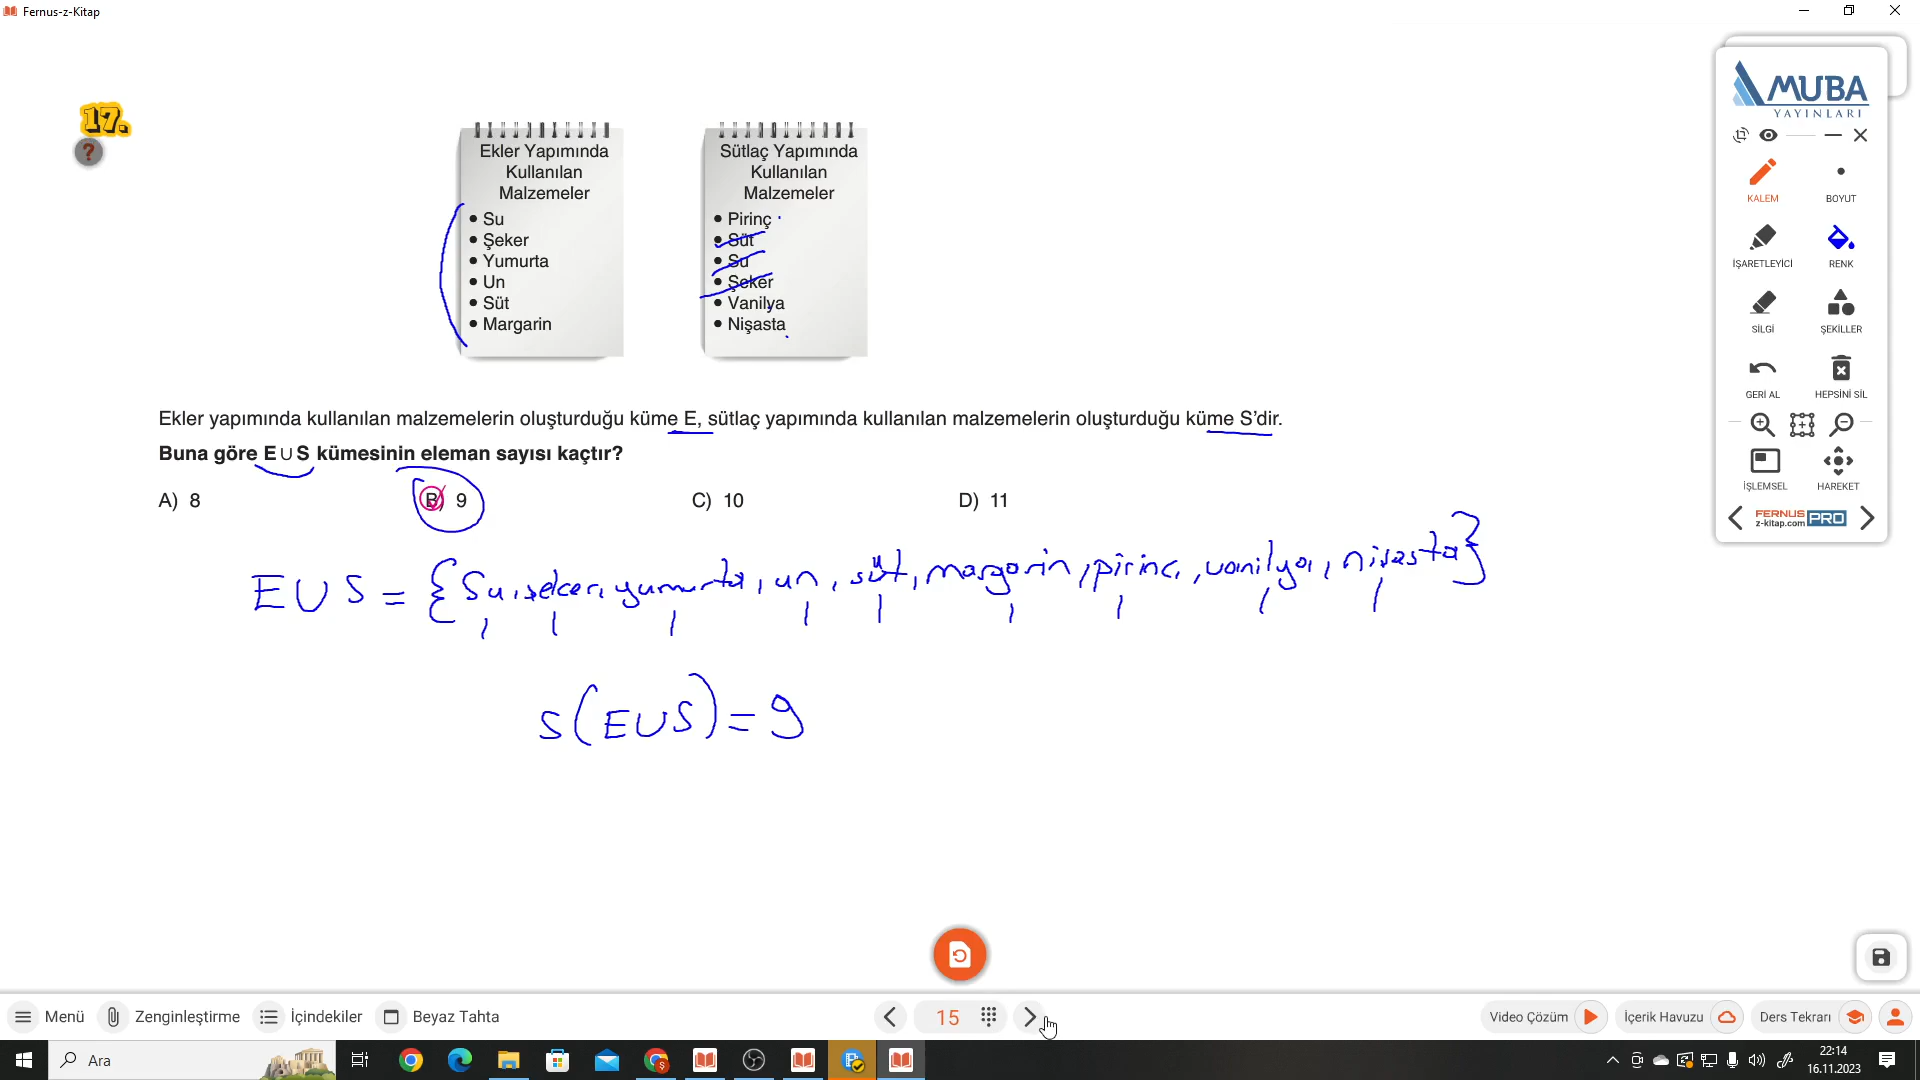 Fernus-z-Kitap
17.
?
Ekler Yapımında
Kullanılan
Malzemeler
• Su
• Şeker
• Yumurta
• Un
• Süt
• Margarin
Sütlaç Yapımında
Kullanılan
Malzemeler
• Pirinç
• Süt
• Su
• Şeker
• Vanilya
• Nişasta
Ekler yapımında kullanılan malzemelerin oluşturduğu küme E, sütlaç yapımında kullanılan malzemelerin oluşturduğu küme S'dir.
Buna göre E∪S kümesinin eleman sayısı kaçtır?
A) 8 B) 9 C) 10 D) 11
E∪S = {Su, şeker, yumurta, un, süt, margarin, pirinc, vanilya, nişasta}
s(E∪S) = 9
MUBA
YAYINLARI
KALEM BOYUT
İŞARETLEYİCİ RENK
SİLGİ ŞEKİLLER
GERİ AL HEPSİNİ SİL
İŞLEMSEL HAREKET
FERNUS
z-kitap.com PRO
Menü Zenginleştirme İçindekiler Beyaz Tahta 15 Video Çözüm İçerik Havuzu Ders Tekrarı
Ara
22:14
16.11.2023